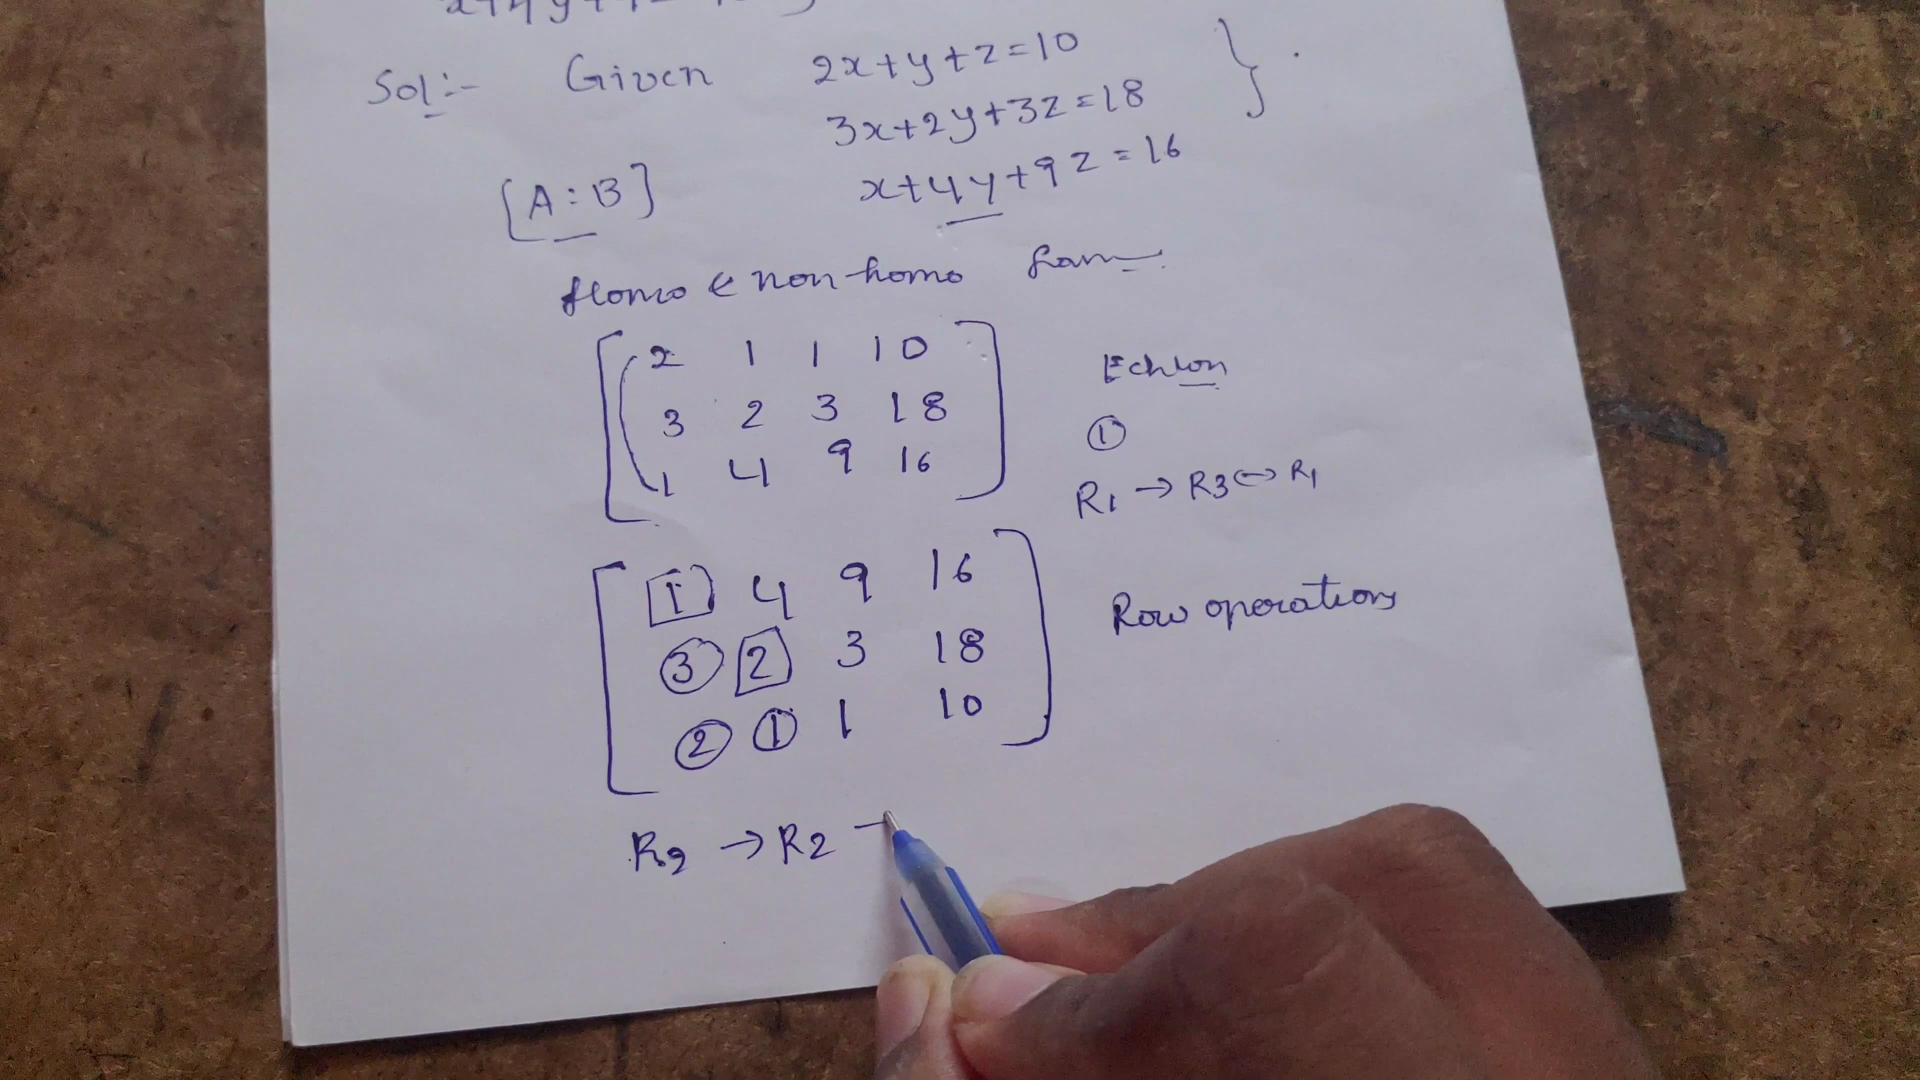 Sol:- Given 2x+y+z=10
3x+2y+3z=18
[A:B] x+4y+9z=16
Homo & non-homo
2 1 1 10
3 2 3 18
1 4 9 16
Echlon
①
R1 → R3 ↔ R1
1 4 9 16
3 2 3 18
2 1 1 10
Row operations
R2 → R2 -